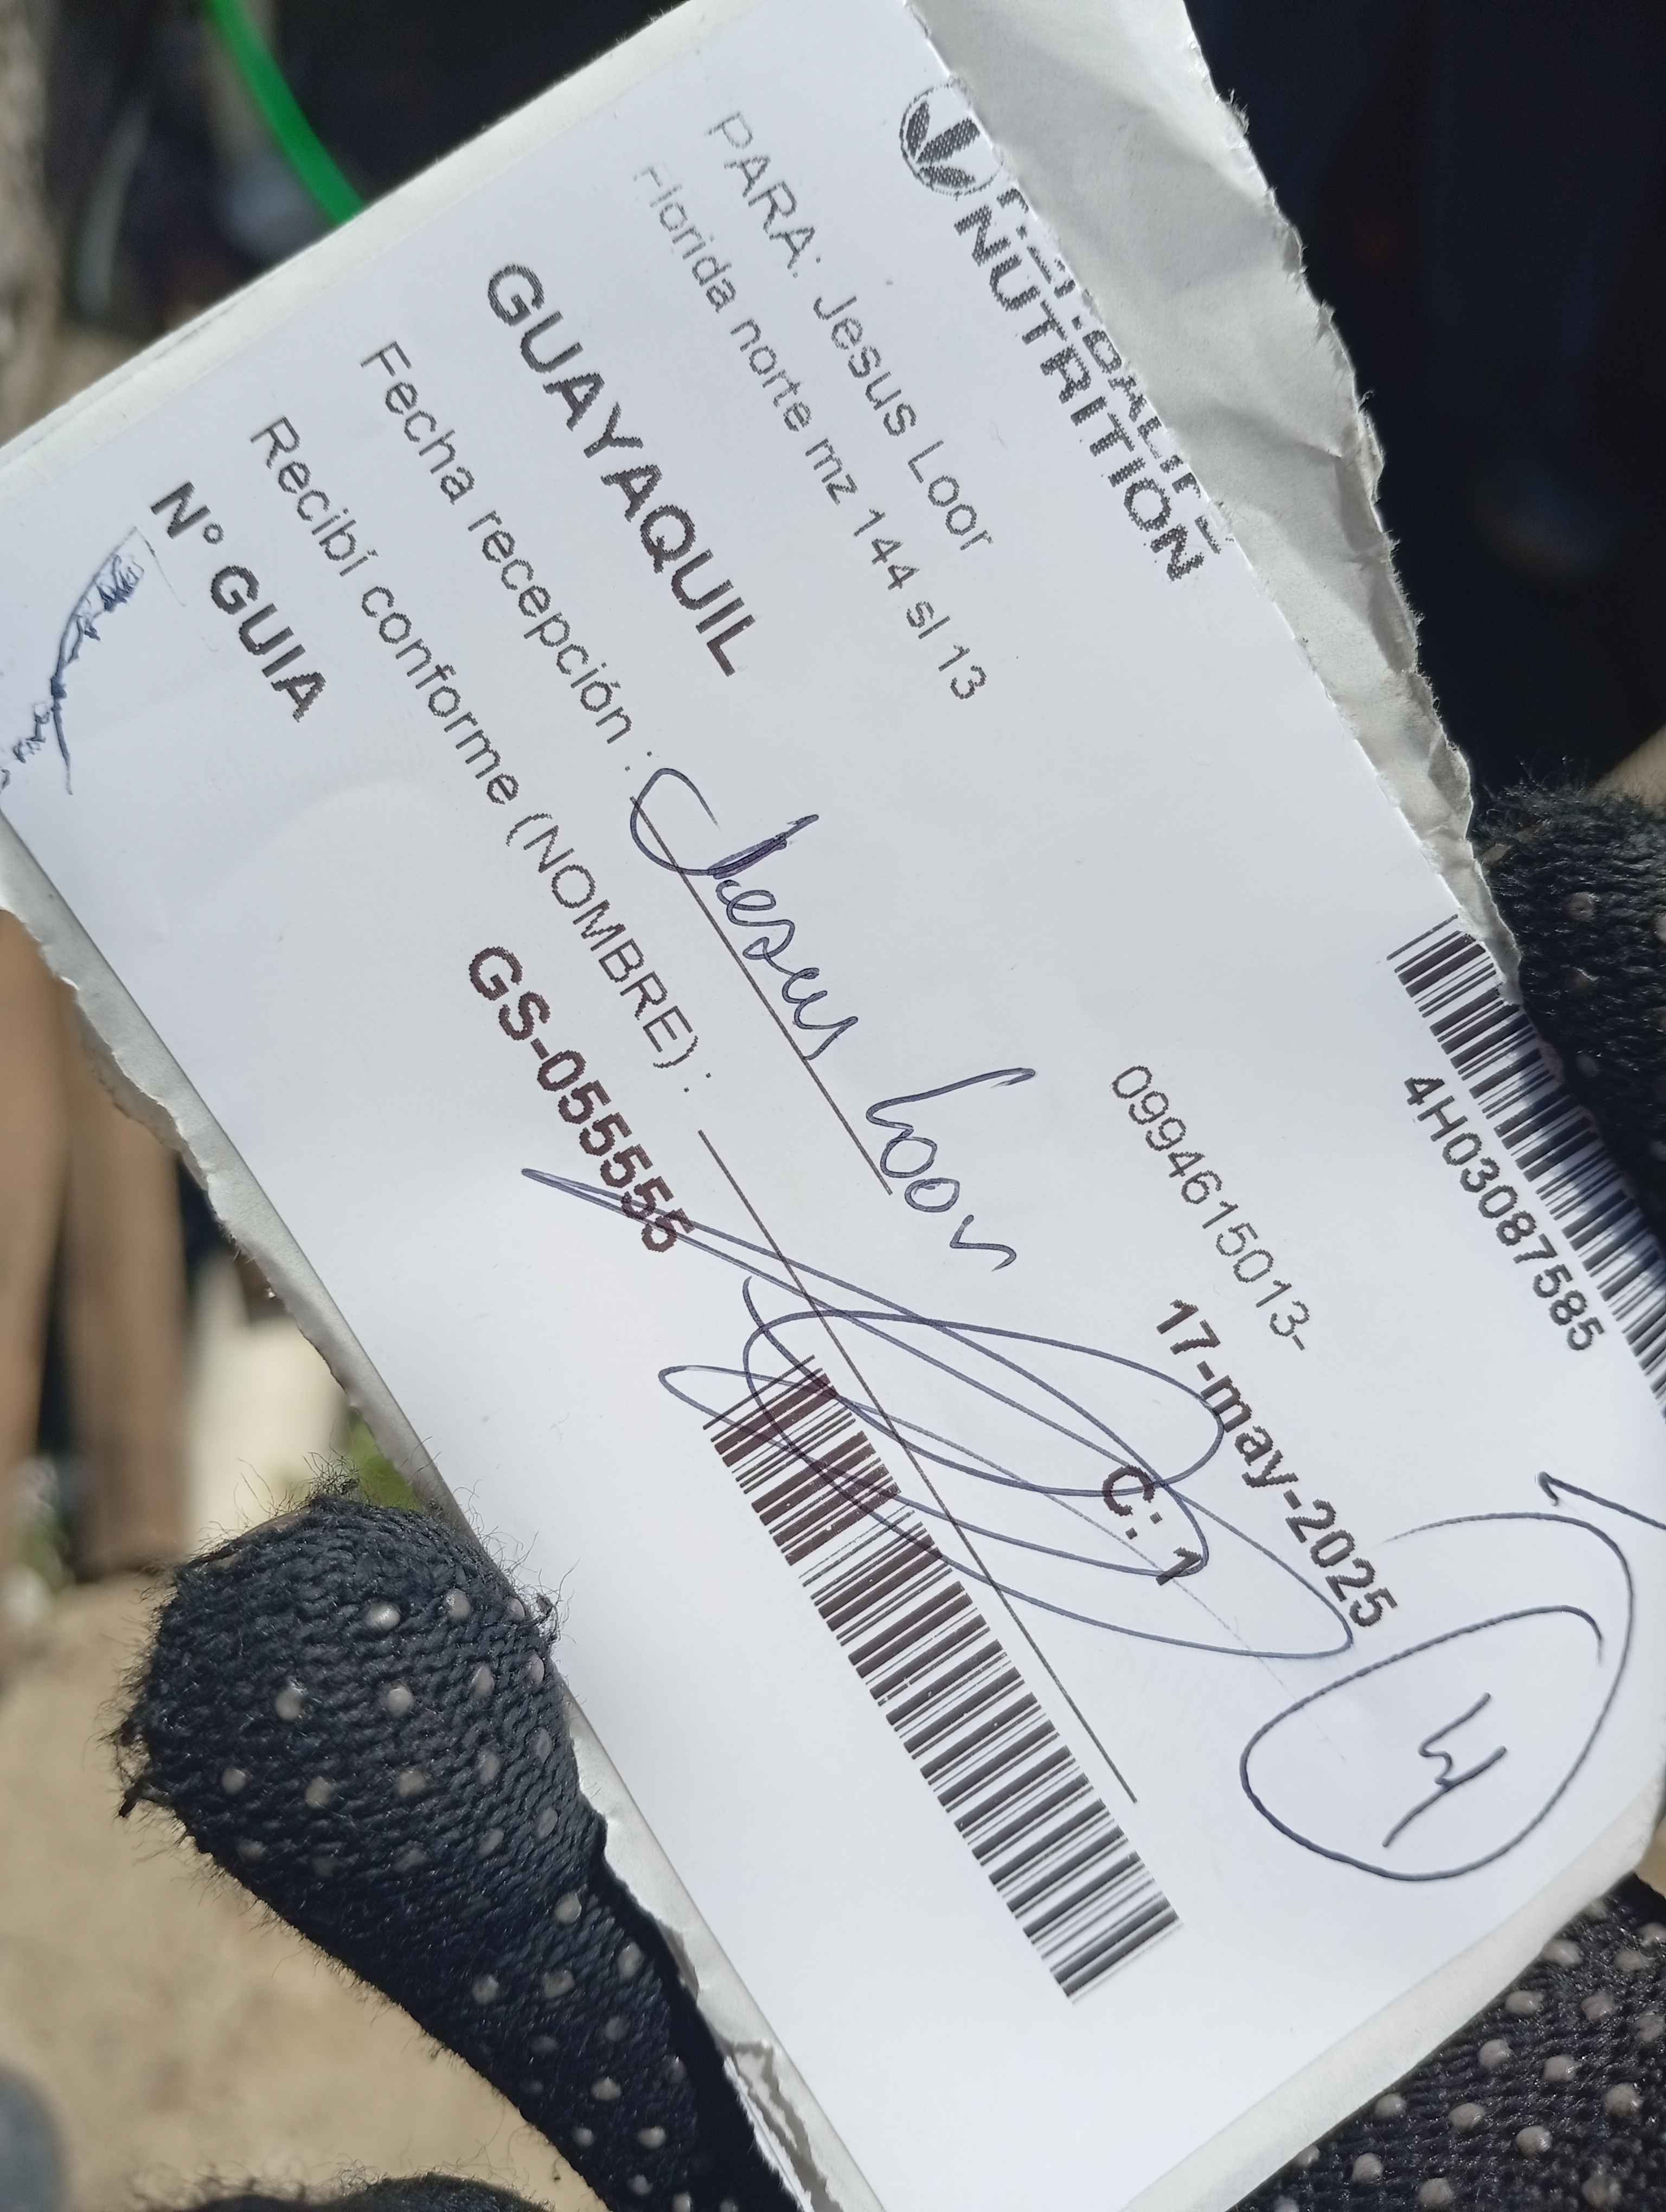 NUTRITION
4H03087585
PARA: Jesus Loor
0994615013-
Florida norte mz 144 sl 13
17-may-2025
GUAYAQUIL
C: 1
Fecha recepción : Jesus Loor
Recibí conforme (NOMBRE) :
Nº GUIA GS-055555